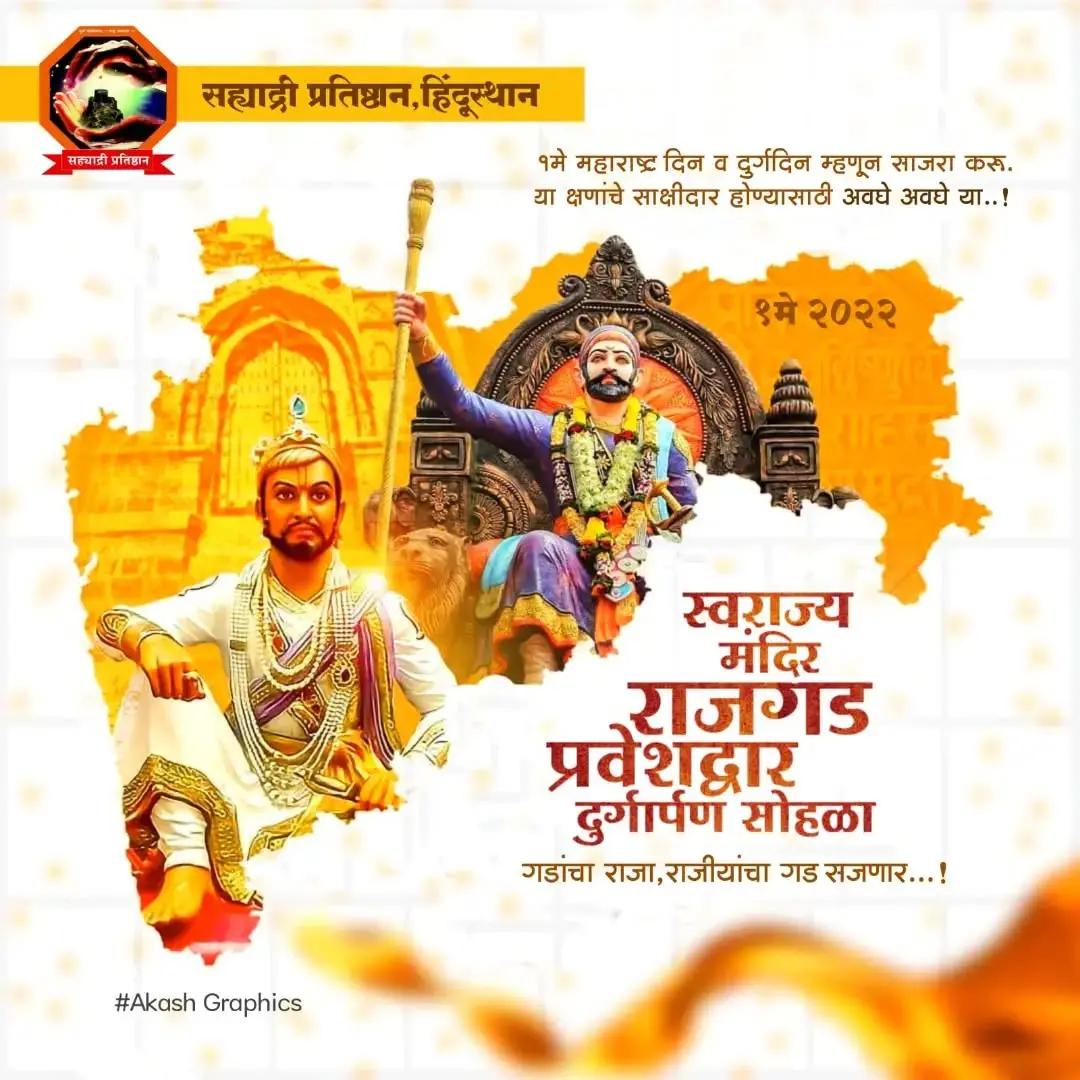 सह्याद्री प्रतिष्ठान,हिंदूस्थान
सह्याद्री प्रतिष्ठान
१मे महाराष्ट्र दिन व दुर्गदिन म्हणून साजरा करू.
या क्षणांचे साक्षीदार होण्यासाठी अवघे अवघे या..!
१मे २०२२
स्वराज्य
मंदिर
राजगड
प्रवेशद्वार
दुर्गार्पण सोहळा
गडांचा राजा,राजीयांचा गड सजणार...!
#Akash Graphics